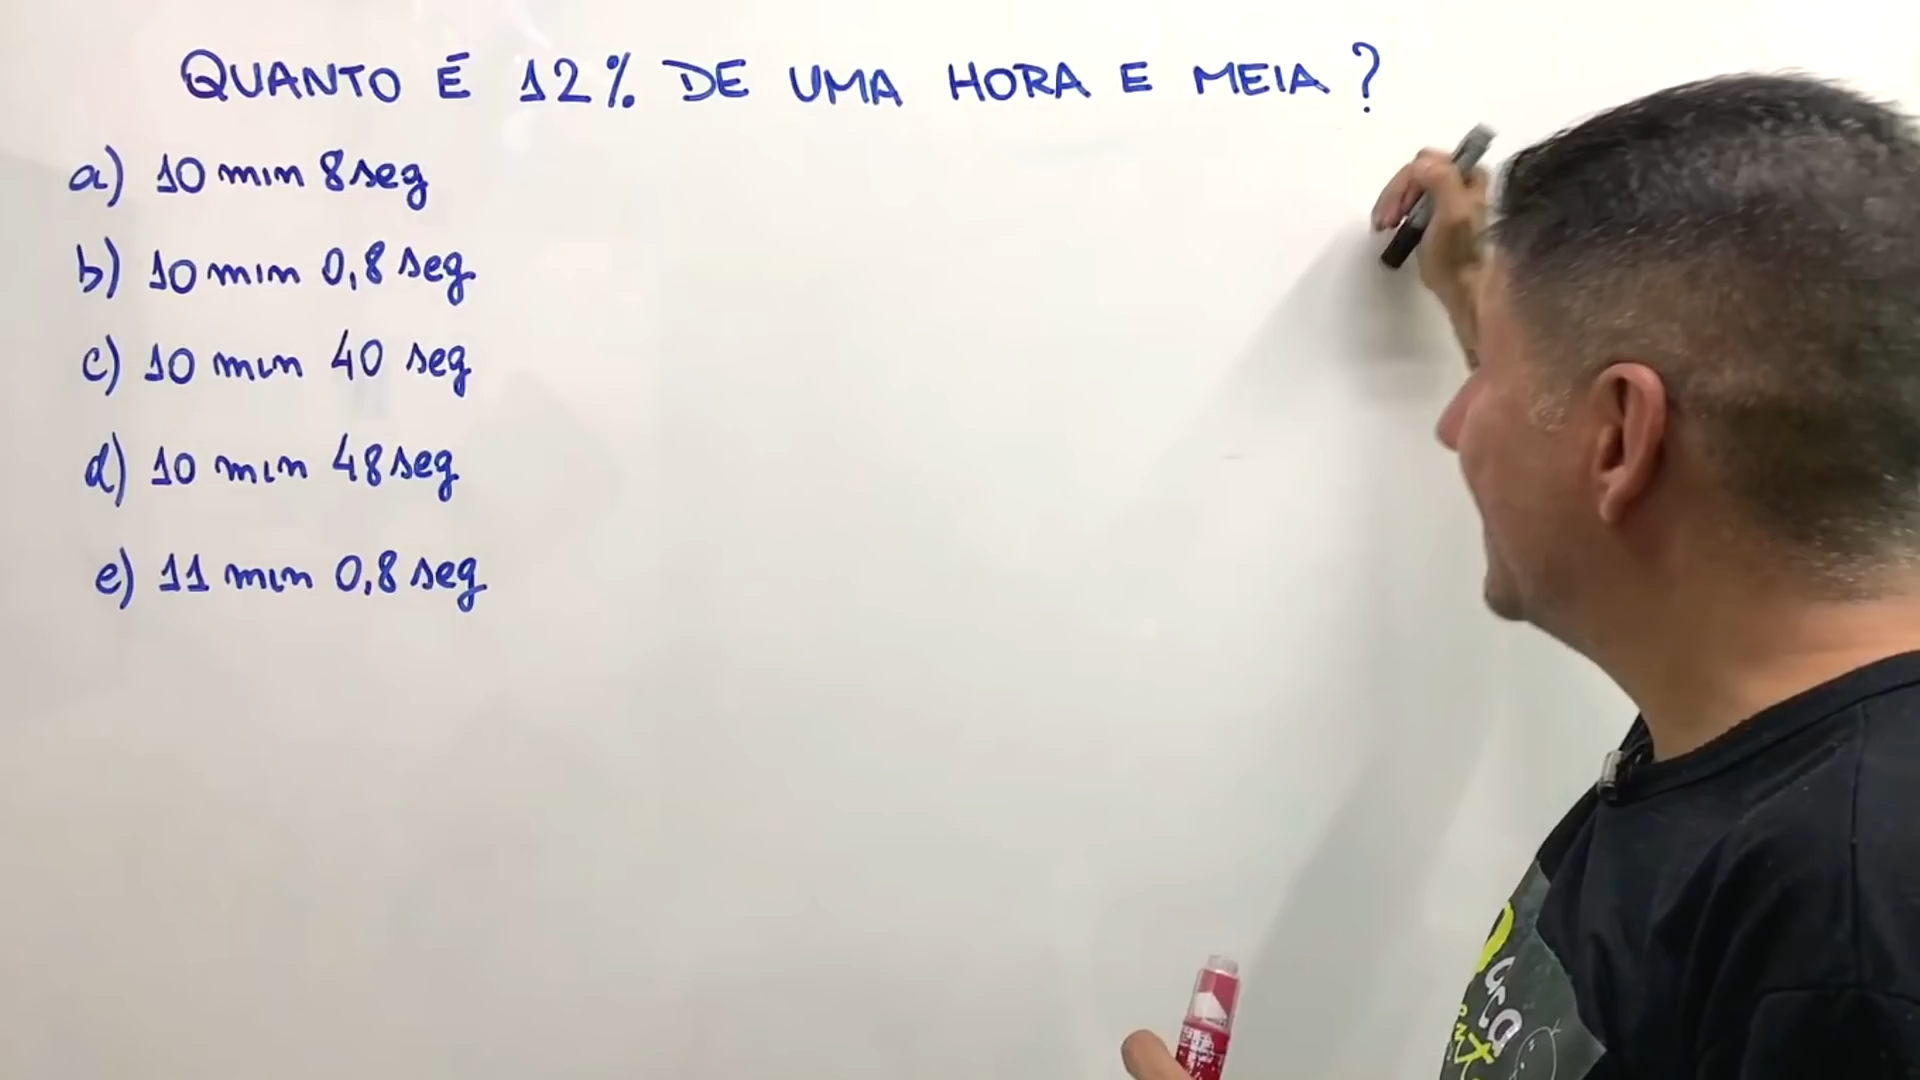 QUANTO É 12% DE UMA HORA E MEIA?
a) 10 min 8 seg
b) 10 min 0,8 seg
c) 10 min 40 seg
d) 10 min 48 seg
e) 11 min 0,8 seg